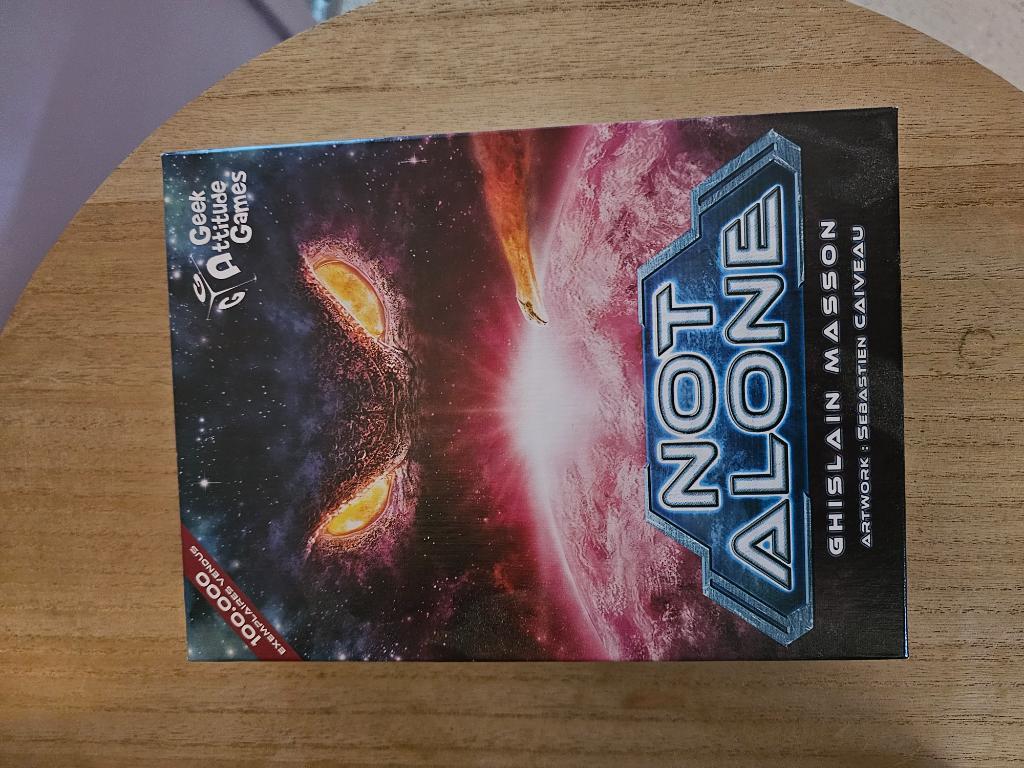 100.000
EXEMPLAIRES VENDUS
Geek
Attitude
Games
NOT
ALONE
GHISLAIN MASSON
ARTWORK : SEBASTIEN CAIVEAU